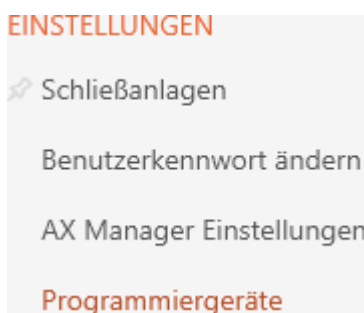 EINSTELLUNGEN
Schließanlagen
Benutzerkennwort ändern
AX Manager Einstellungen
Programmiergeräte